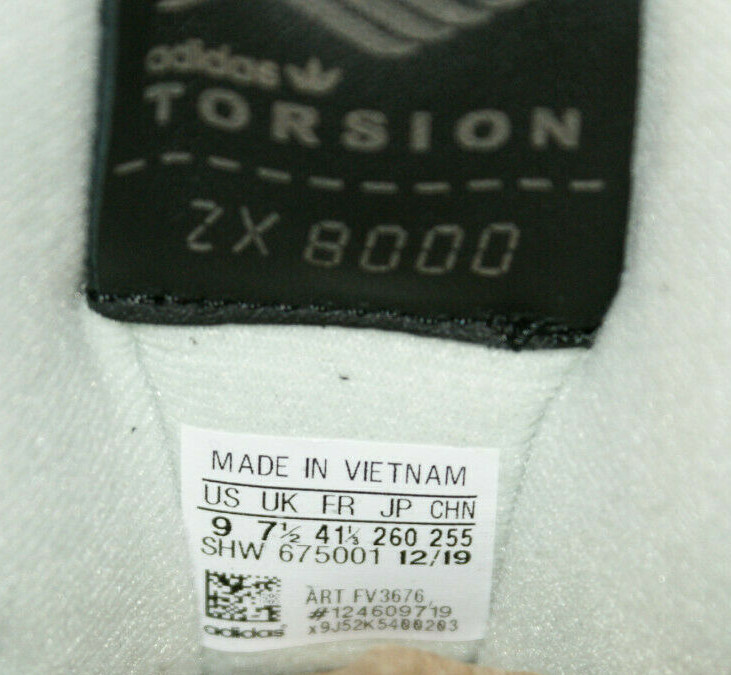 adidas
TORSION
ZX 8000
MADE IN VIETNAM
US UK FR JP CHN
9 7½ 41⅓ 260 255
SHW 675001 12/19
ART FV3676
#124609719
x9J52K5400203
adidas